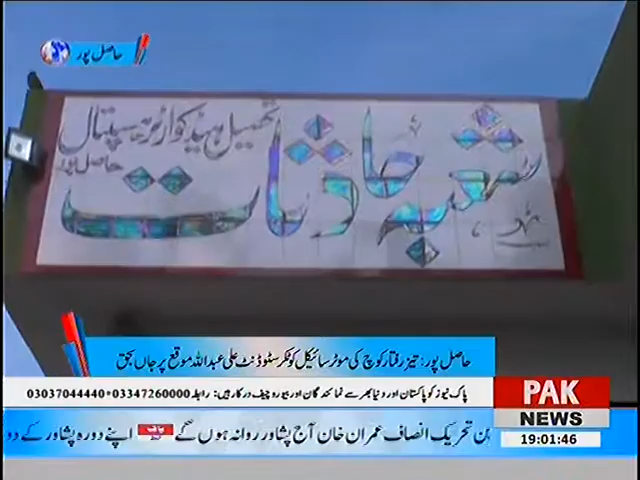 حاصل پور
تحصیل ہیڈ کوارٹر ہسپتال
حاصل پور
شعبہ حادثات
حاصل پور: تیز رفتار کوچ کی موٹر سائیکل کو ٹکر سٹوڈنٹ علی عبداللہ موقع پر جاں بحق
پاک نیوز کو پاکستان اور دنیا بھر سے نمائندگان اور بیورو چیف درکار ہیں: رابطہ 03347260000*03037044440
PAK
NEWS
ین تحریک انصاف عمران خان آج پشاور روانہ ہوں گے اپنے دورہ پشاور کے دو
19:01:46